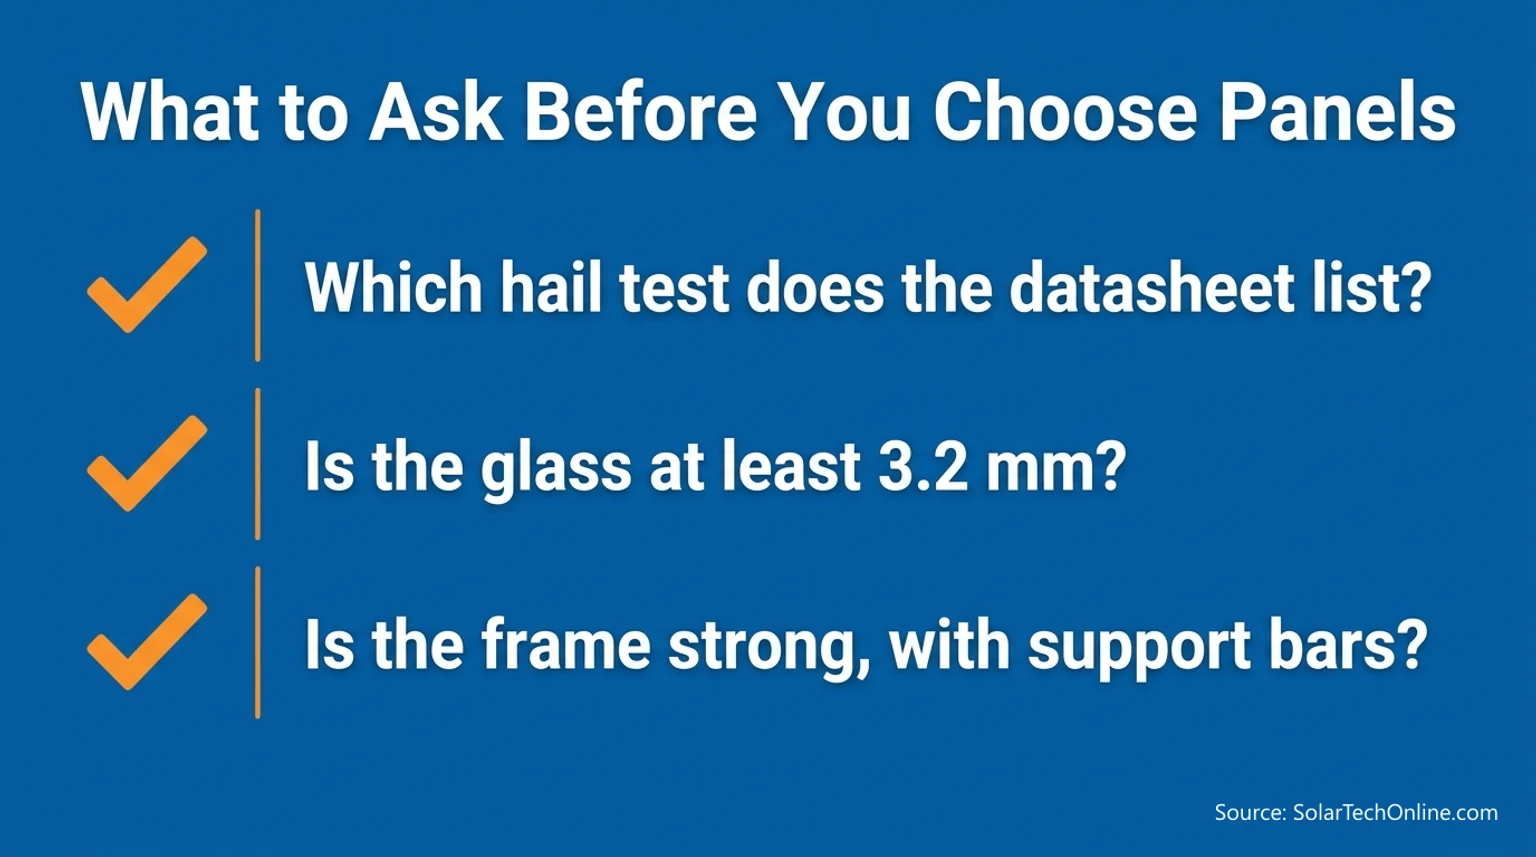 What to Ask Before You Choose Panels
Which hail test does the datasheet list?
Is the glass at least 3.2 mm?
Is the frame strong, with support bars?
Source: SolarTechOnline.com